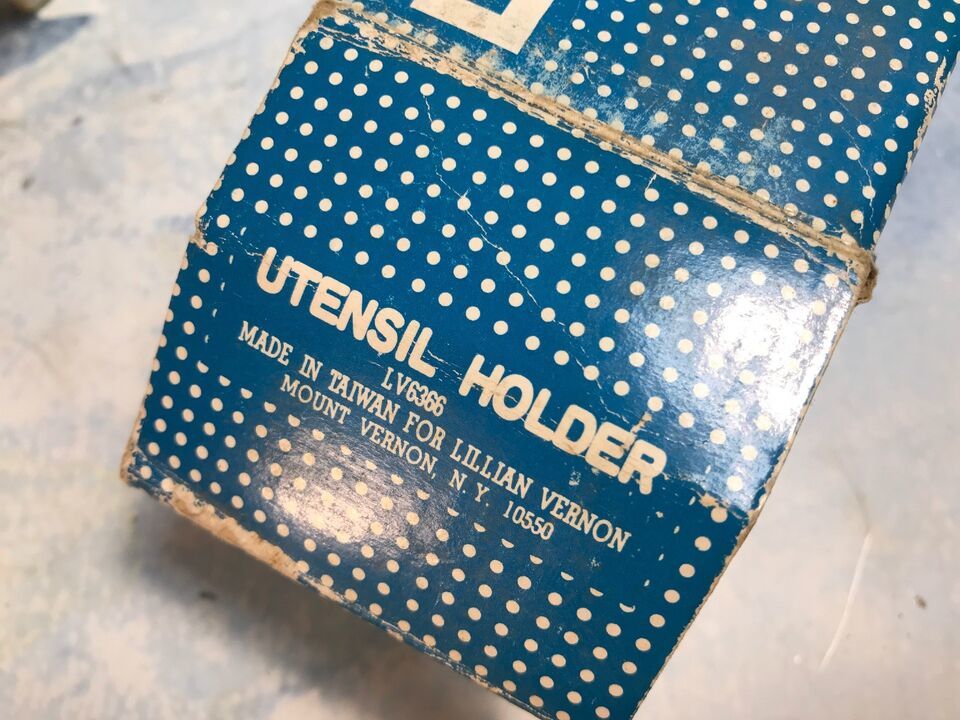 UTENSIL HOLDER
LV6366
MADE IN TAIWAN FOR LILLIAN VERNON
MOUNT VERNON, N.Y. 10550